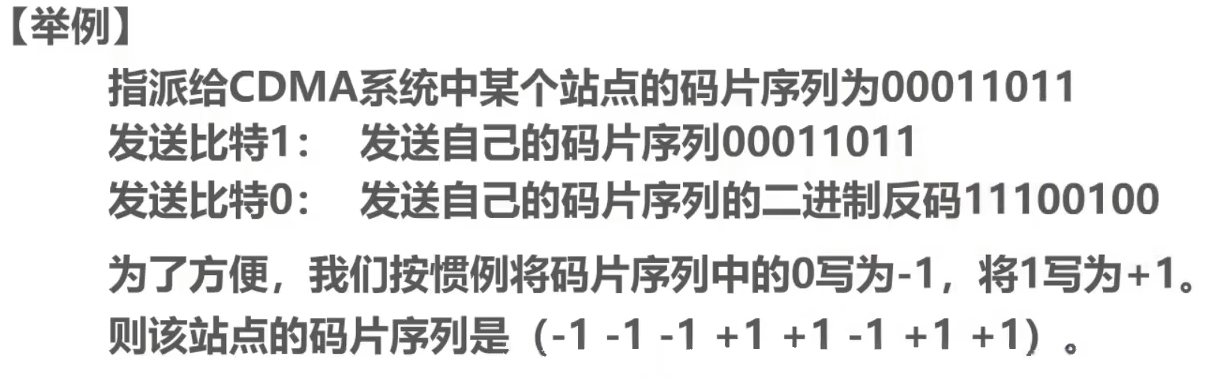 【举例】
指派给CDMA系统中某个站点的码片序列为00011011
发送比特1： 发送自己的码片序列00011011
发送比特0： 发送自己的码片序列的二进制反码11100100
为了方便，我们按惯例将码片序列中的0写为-1，将1写为+1。
则该站点的码片序列是（-1 -1 -1 +1 +1 -1 +1 +1）。